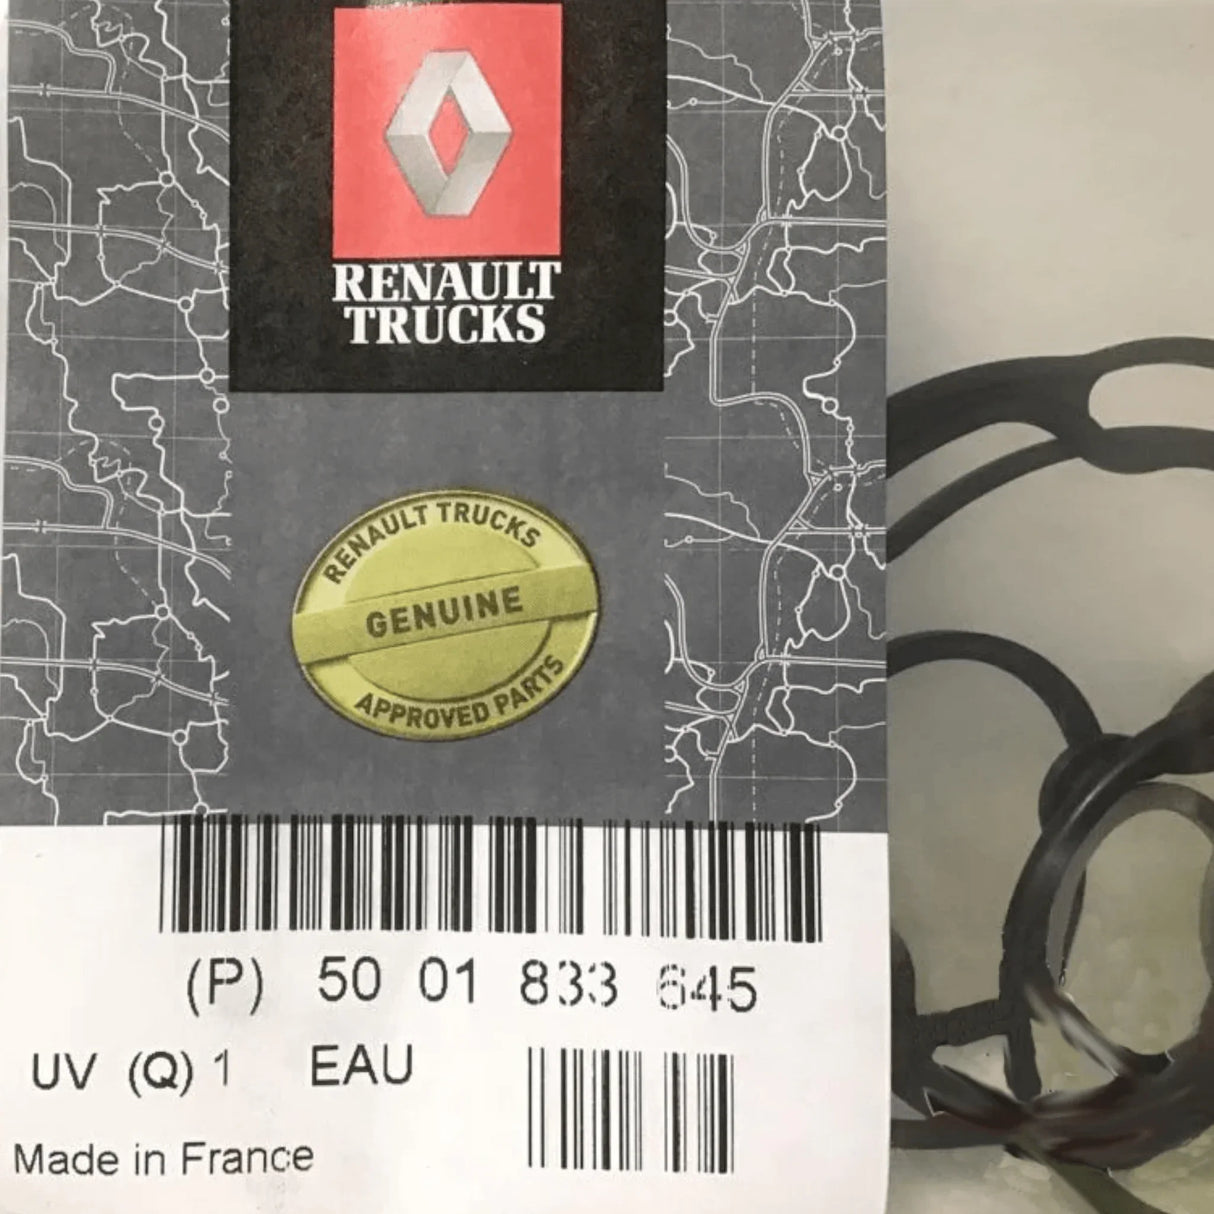 RENAULT
TRUCKS
RENAULT TRUCKS
GENUINE
APPROVED PARTS
(P) 50 01 833 645
UV (Q) 1 EAU
Made in France